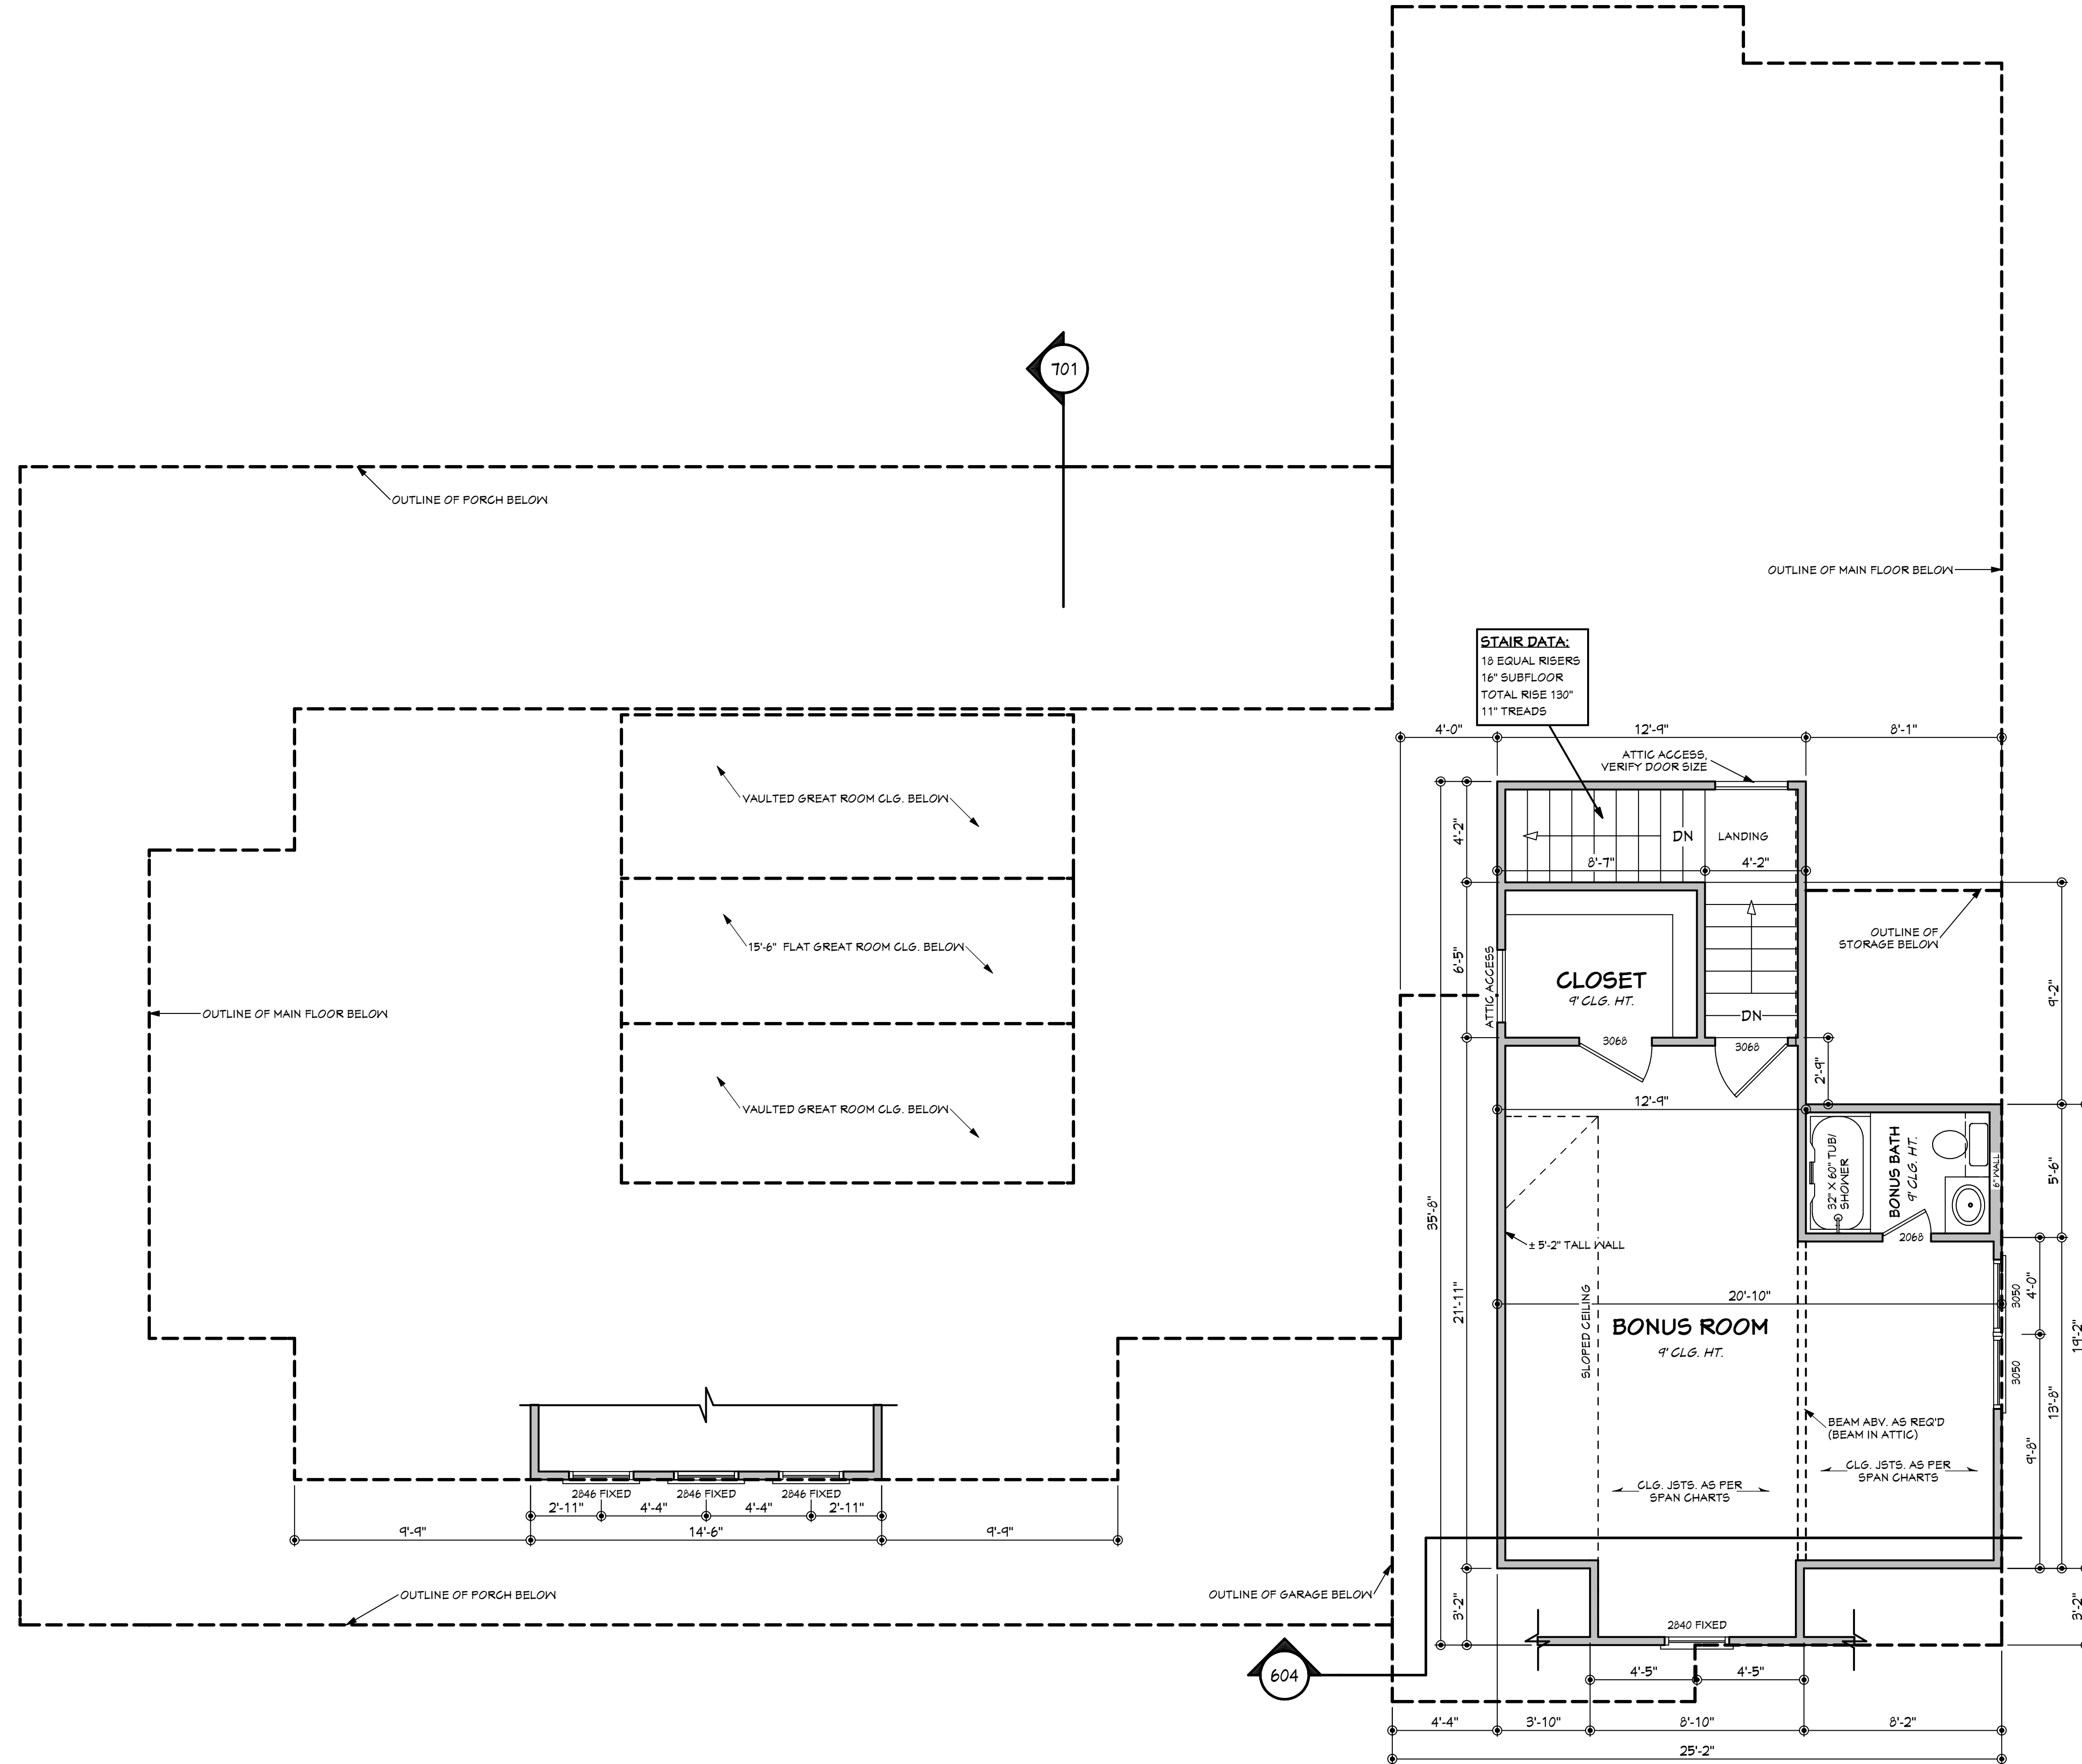 701
OUTLINE OF PORCH BELOW
OUTLINE OF MAIN FLOOR BELOW
STAIR DATA:
18 EQUAL RISERS
16" SUBFLOOR
TOTAL RISE 130"
11" TREADS
4'-0"
12'-9"
8'-1"
ATTIC ACCESS,
VERIFY DOOR SIZE
VAULTED GREAT ROOM CLG. BELOW
4'-2"
DN
LANDING
8'-7"
4'-2"
OUTLINE OF
STORAGE BELOW
15'-6" FLAT GREAT ROOM CLG. BELOW
6'-5"
ATTIC ACCESS
CLOSET
9' CLG. HT.
9'-2"
OUTLINE OF MAIN FLOOR BELOW
DN
3068
3068
2'-9"
VAULTED GREAT ROOM CLG. BELOW
12'-9"
32" X 60" TUB/
SHOWER
BONUS BATH
9' CLG. HT.
6" WALL
5'-6"
35'-8"
± 5'-2" TALL WALL
2068
21'-11"
SLOPED CEILING
20'-10"
3050
4'-0"
BONUS ROOM
9' CLG. HT.
3050
19'-2"
13'-8"
BEAM ABV. AS REQ'D
(BEAM IN ATTIC)
9'-8"
CLG. JSTS. AS PER
SPAN CHARTS
CLG. JSTS. AS PER
SPAN CHARTS
2846 FIXED
2846 FIXED
2846 FIXED
2'-11"
4'-4"
4'-4"
2'-11"
9'-9"
14'-6"
9'-9"
OUTLINE OF PORCH BELOW
OUTLINE OF GARAGE BELOW
3'-2"
3'-2"
2840 FIXED
604
4'-5"
4'-5"
4'-4"
3'-10"
8'-10"
8'-2"
25'-2"